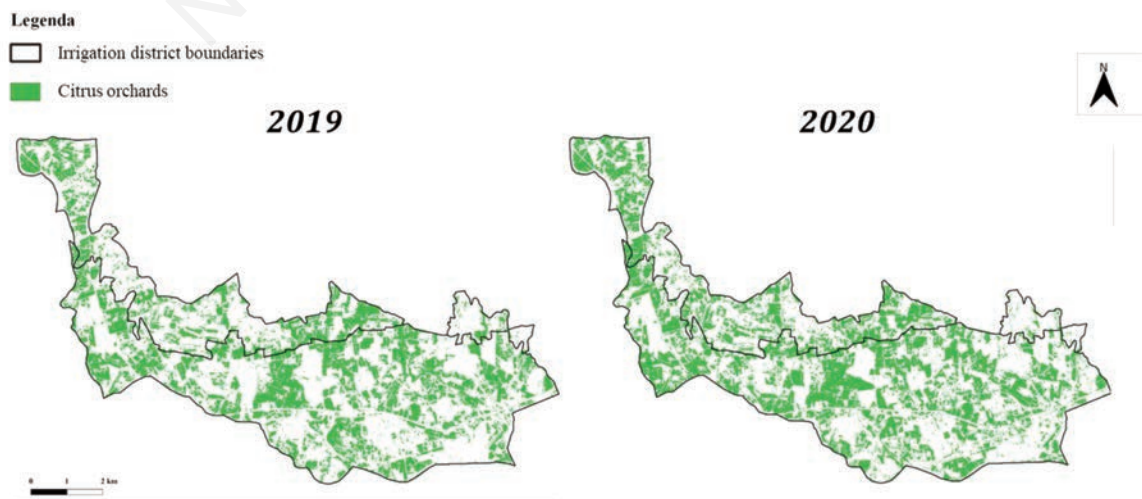 Legenda
Irrigation district boundaries
Citrus orchards
N
2019
2020
0 1 2 km